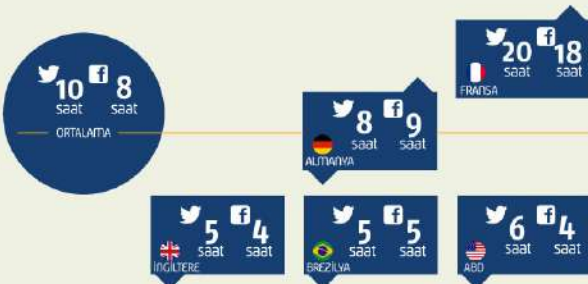 20 18
saat saat
FRANSA
10 8
saat saat
ORTALAMA
8 9
saat saat
ALMANYA
5 4
saat saat
İNGİLTERE
5 5
saat saat
BREZİLYA
6 4
saat saat
ABD